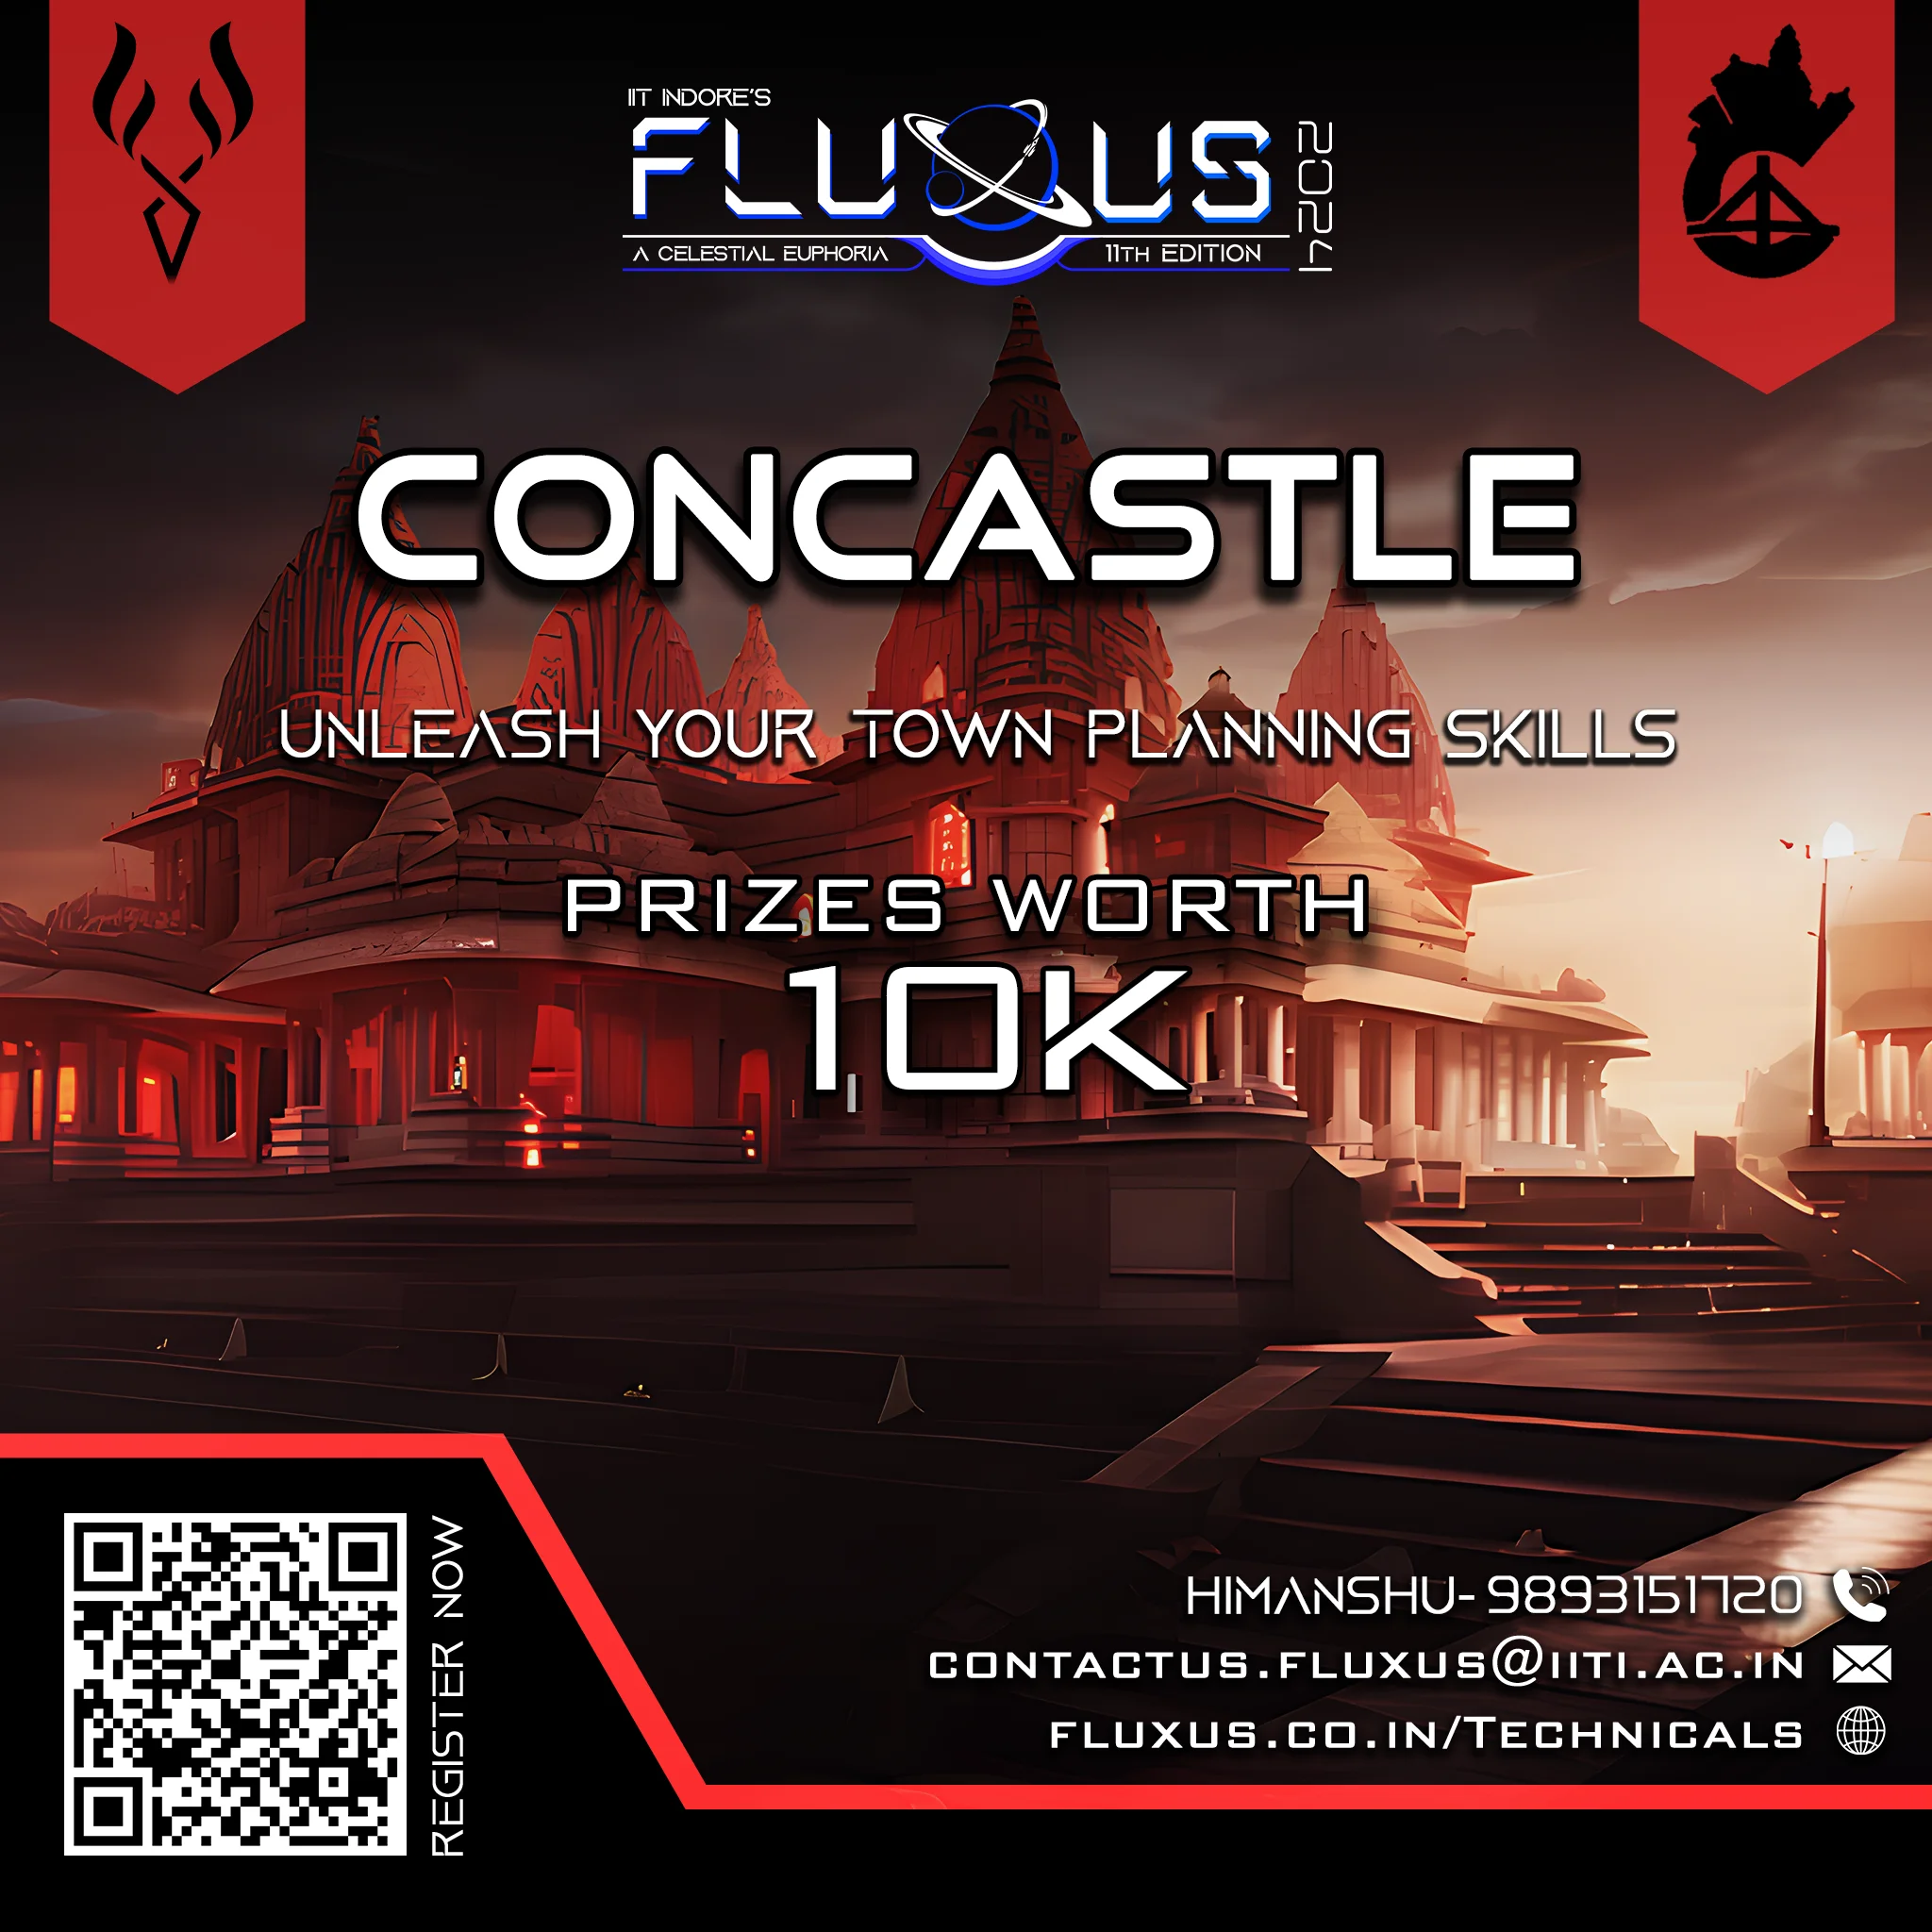 IIT INDORE'S
FLUXUS
2024
A CELESTIAL EUPHORIA
11TH EDITION
CONCASTLE
UNLEASH YOUR TOWN PLANNING SKILLS
PRIZES WORTH
10K
REGISTER NOW
HIMANSHU- 9893151720
CONTACTUS.FLUXUS@IITI.AC.IN
FLUXUS.CO.IN/TECHNICALS